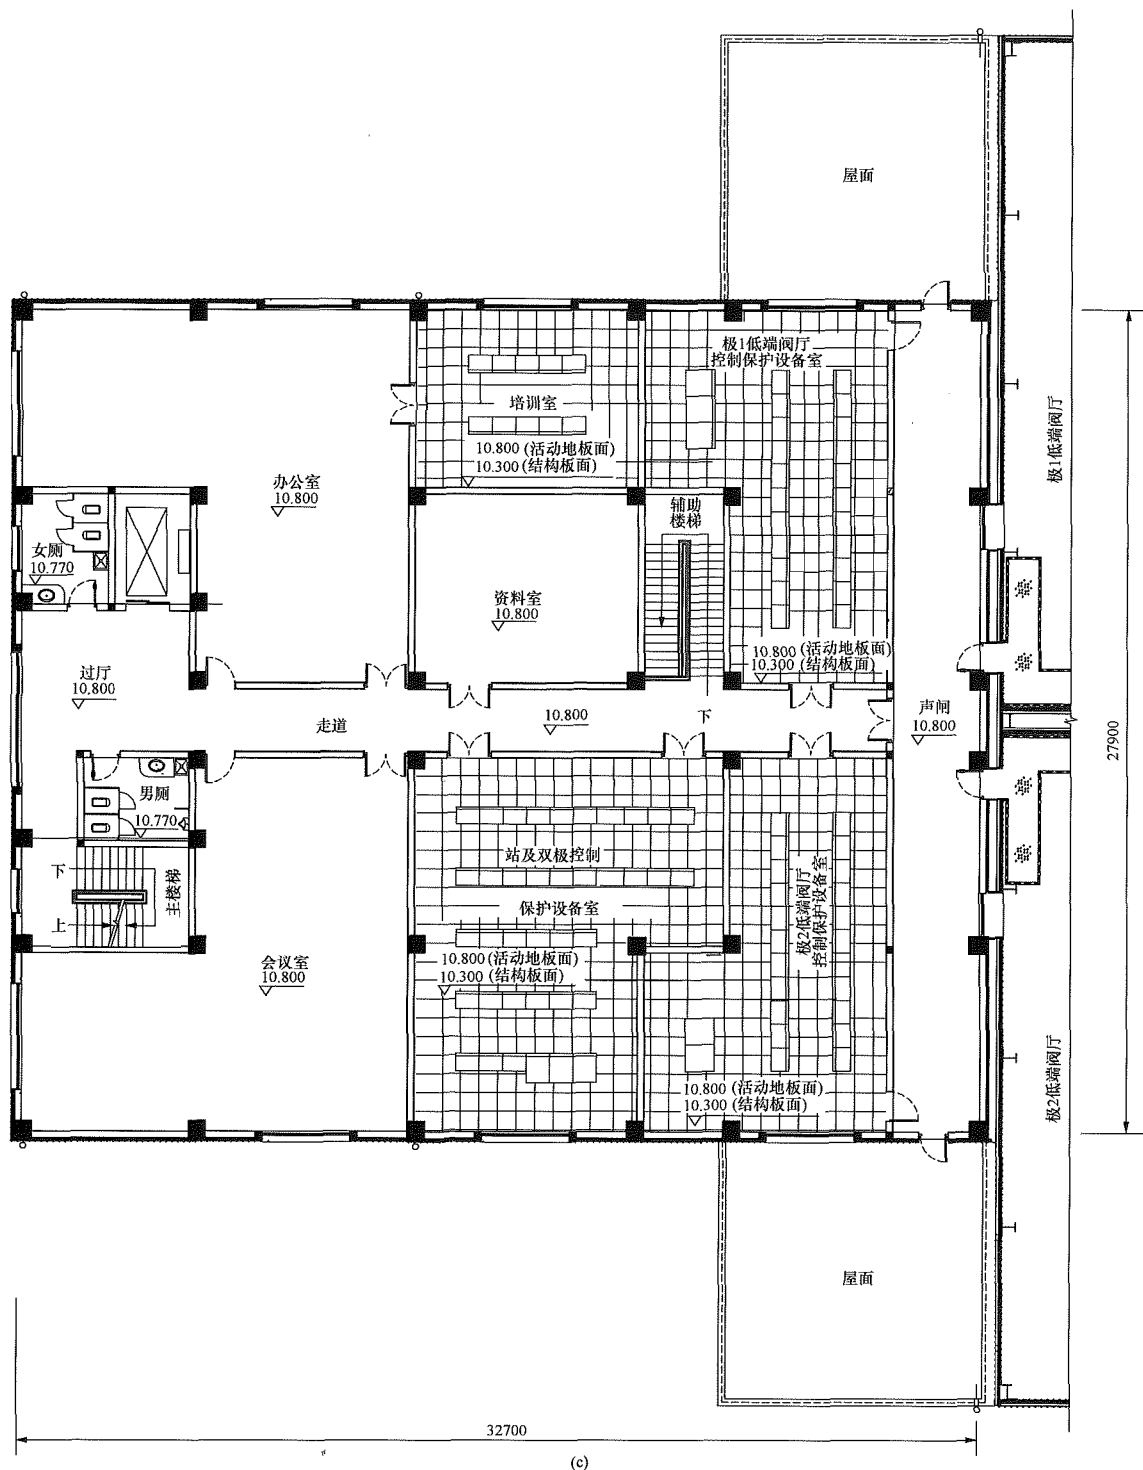 屋面
极1低端阀厅
控制保护设备室
培训室
10.800 (活动地板面)
10.300 (结构板面)
极1低端阀厅
办公室
10.800
辅助
楼梯
女厕
10.770
资料室
10.800
10.800 (活动地板面)
10.300 (结构板面)
过厅
10.800
走道
10.800
下
声闸
10.800
27900
男厕
10.770
站及双极控制
保护设备室
10.800 (活动地板面)
10.300 (结构板面)
极2低端阀厅
控制保护设备室
下
上
主楼梯
会议室
10.800
10.800 (活动地板面)
10.300 (结构板面)
极2低端阀厅
屋面
32700
(c)